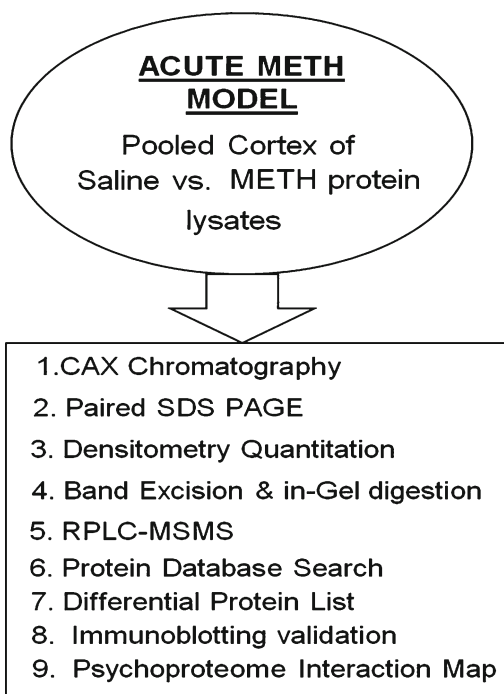 ACUTE METH
MODEL
Pooled Cortex of
Saline vs. METH protein
lysates
1.CAX Chromatography
2. Paired SDS PAGE
3. Densitometry Quantitation
4. Band Excision & in-Gel digestion
5. RPLC-MSMS
6. Protein Database Search
7. Differential Protein List
8. Immunoblotting validation
9. Psychoproteome Interaction Map